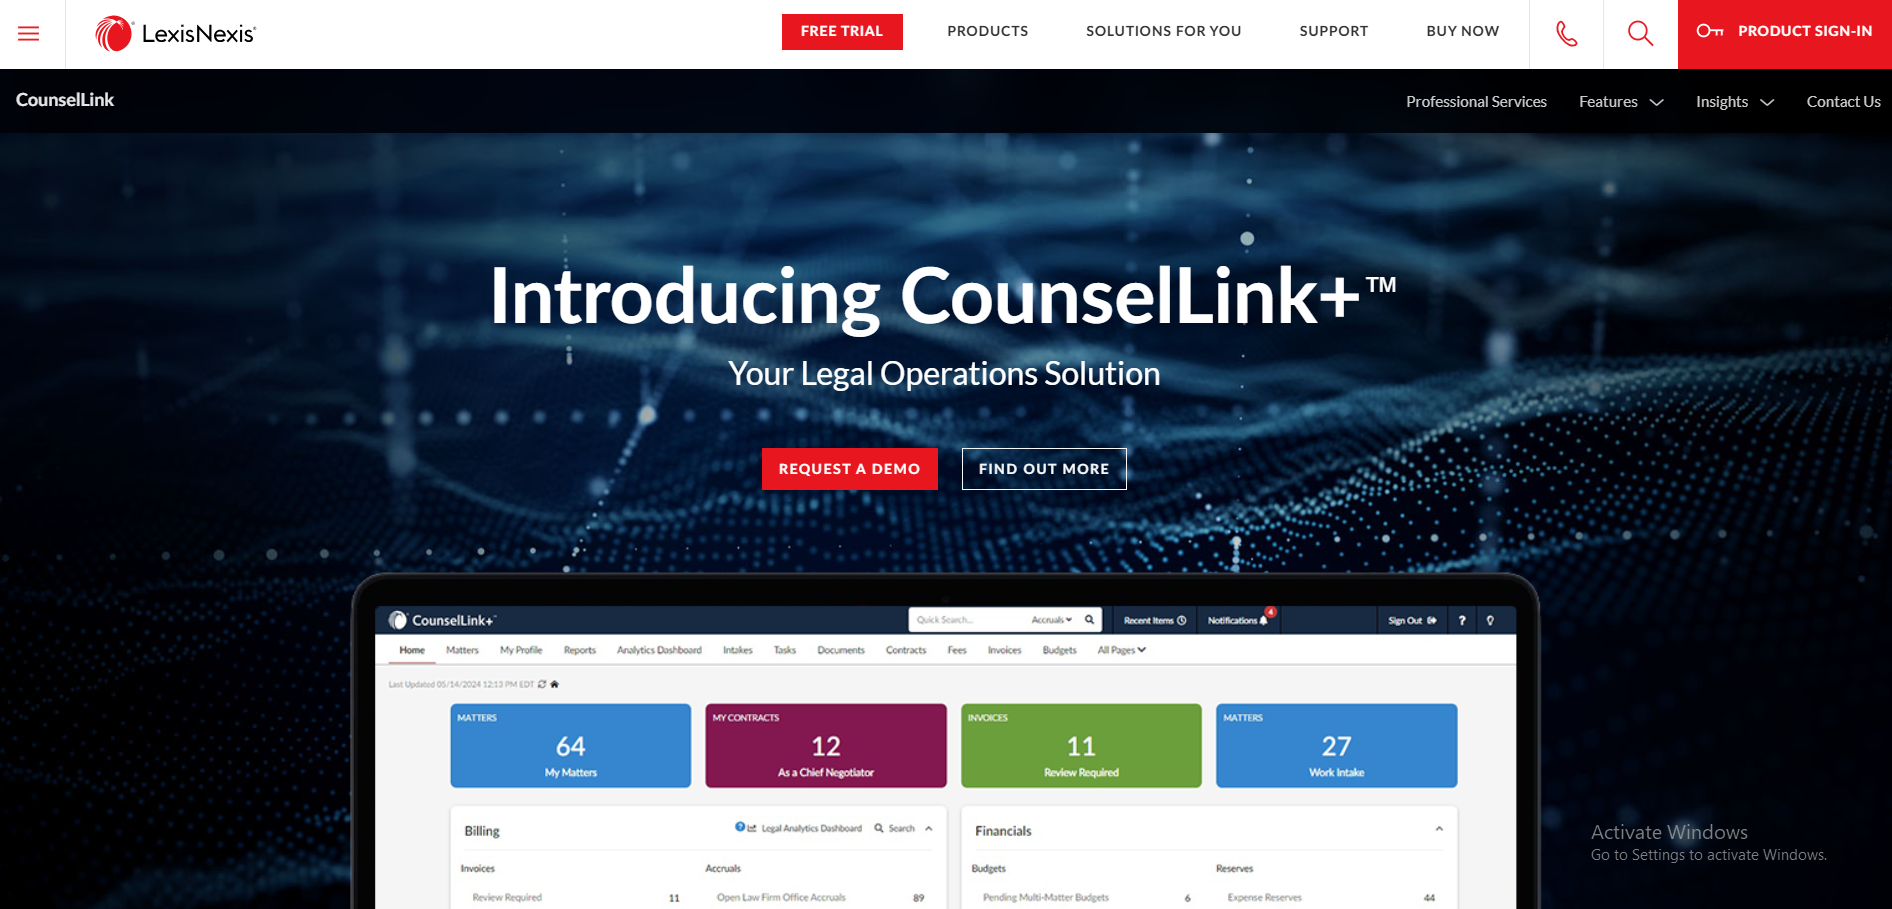 LexisNexis®
FREE TRIAL
PRODUCTS
SOLUTIONS FOR YOU
SUPPORT
BUY NOW
PRODUCT SIGN-IN
CounselLink
Professional Services
Features
Insights
Contact Us
Introducing CounselLink+™
Your Legal Operations Solution
REQUEST A DEMO
FIND OUT MORE
CounselLink+™
Quick Search...
Accruals
Recent Items
Notifications
4
Sign Out
?
Home
Matters
My Profile
Reports
Analytics Dashboard
Intakes
Tasks
Documents
Contracts
Fees
Invoices
Budgets
All Pages
Last Updated 05/14/2024 12:13 PM EDT
MATTERS
64
My Matters
MY CONTRACTS
12
As a Chief Negotiator
INVOICES
11
Review Required
MATTERS
27
Work Intake
Billing
?
Legal Analytics Dashboard
Search
Financials
Invoices
Accruals
Budgets
Reserves
Review Required 11
Open Law Firm Office Accruals 89
Pending Multi-Matter Budgets 6
Expense Reserves 44
Activate Windows
Go to Settings to activate Windows.